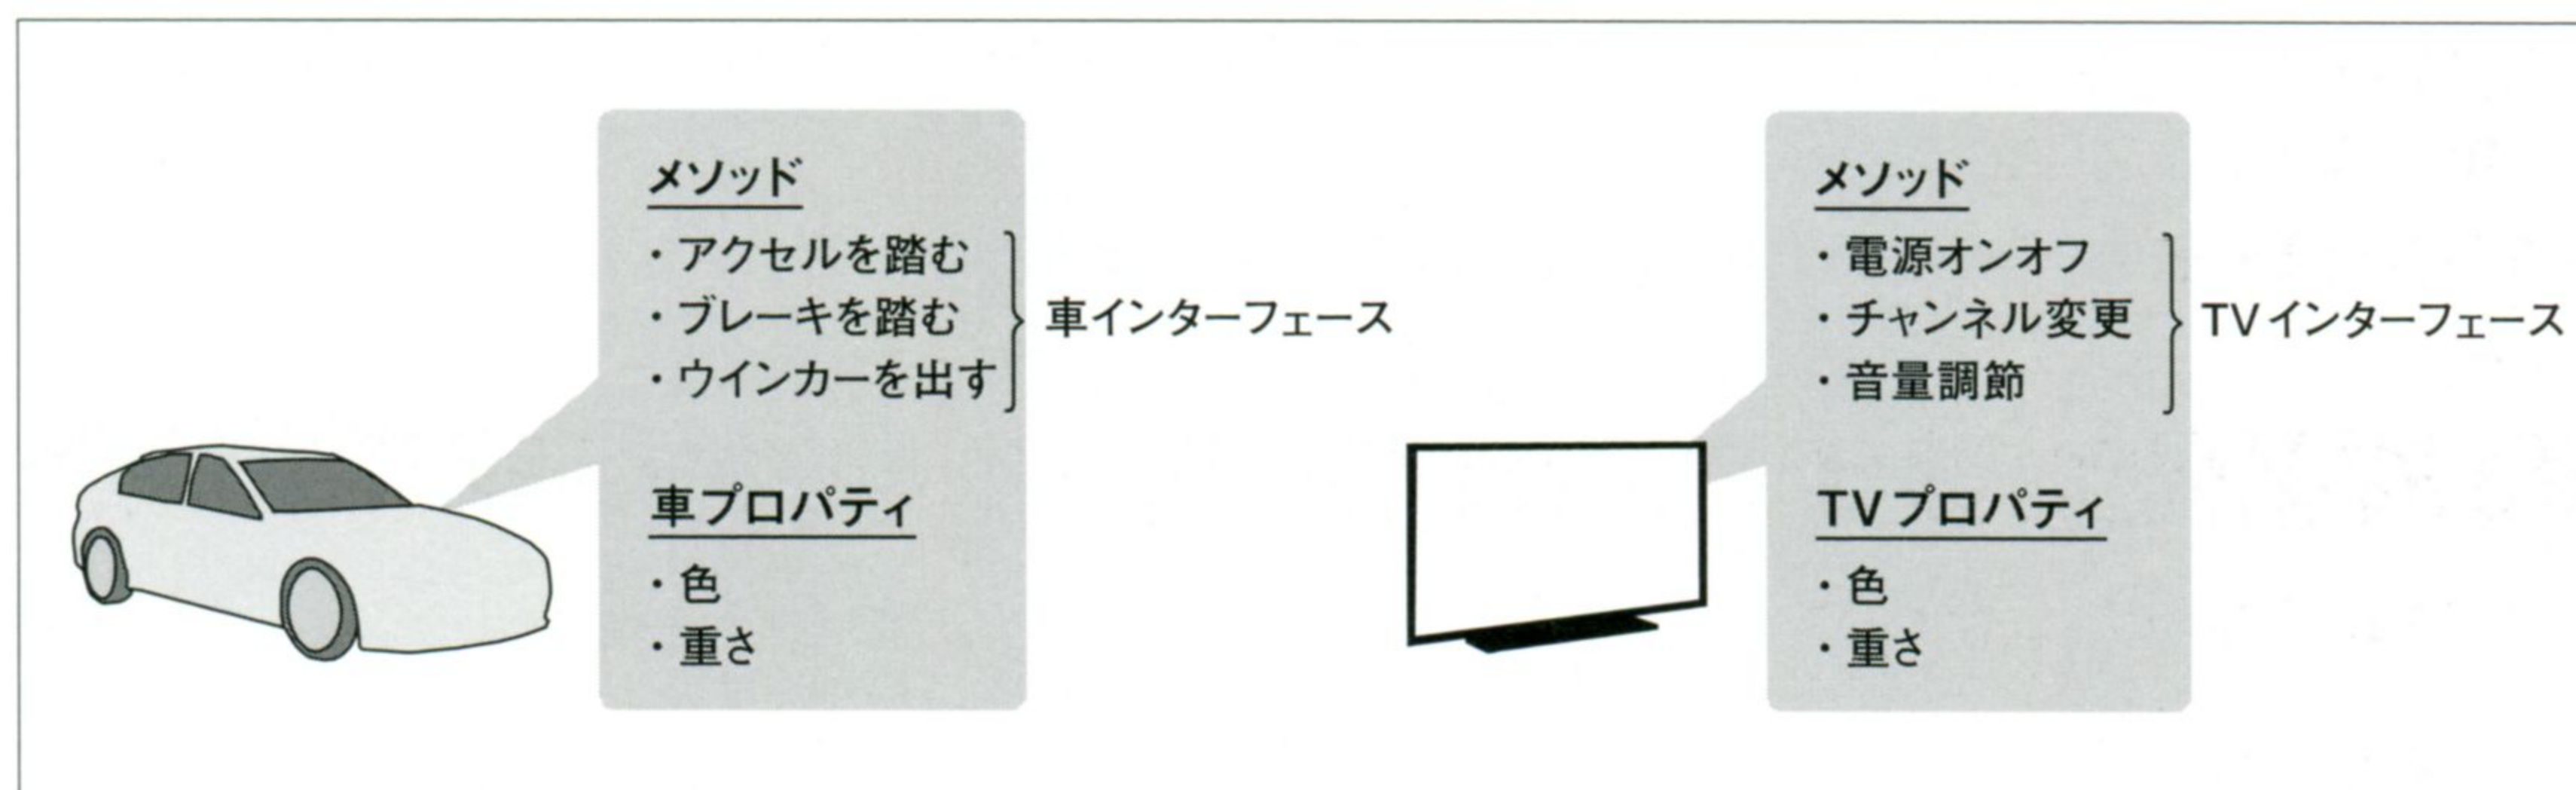 メソッド
・アクセルを踏む
・ブレーキを踏む
・ウインカーを出す
車インターフェース
車プロパティ
・色
・重さ
メソッド
・電源オンオフ
・チャンネル変更
・音量調節
TVインターフェース
TVプロパティ
・色
・重さ